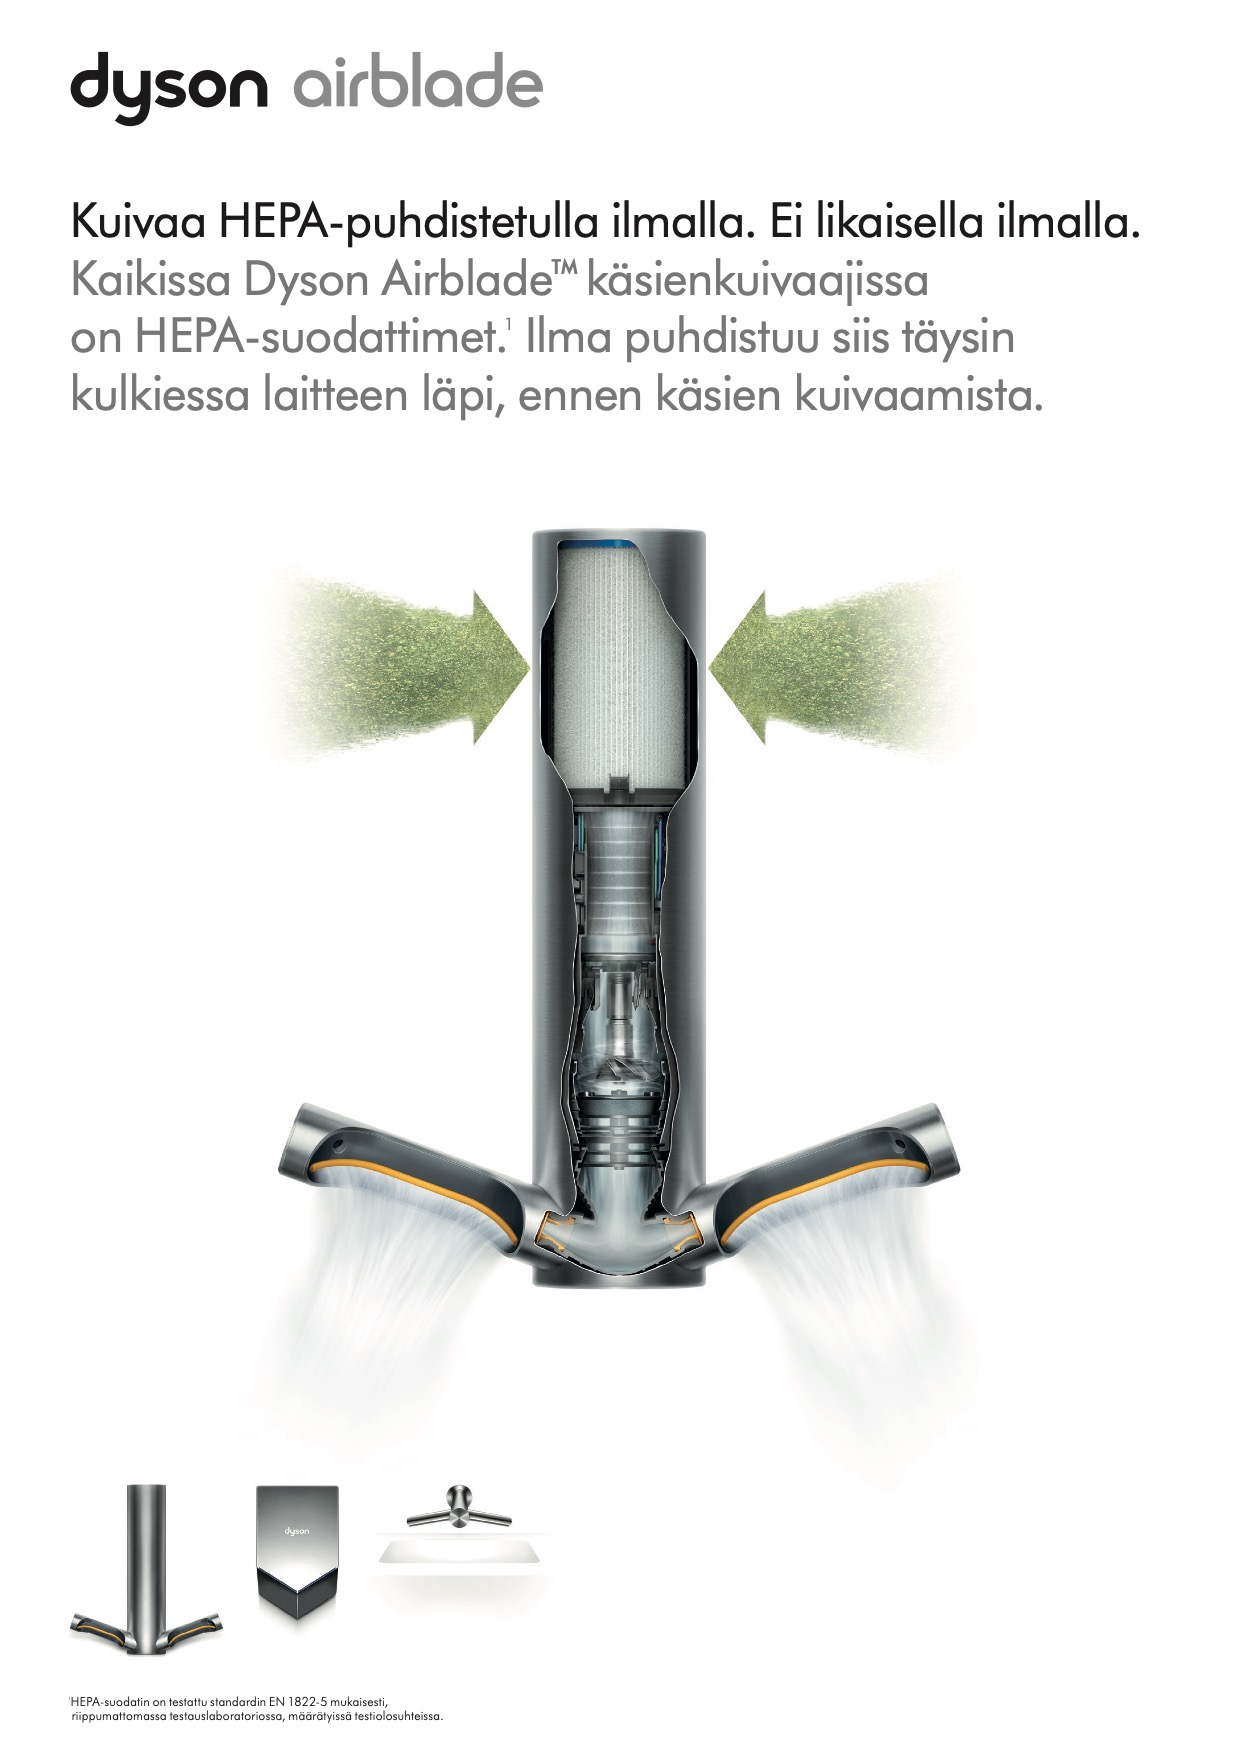 dyson airblade
Kuivaa HEPA-puhdistetulla ilmalla. Ei likaisella ilmalla.
Kaikissa Dyson Airblade™ käsienkuivaajissa
on HEPA-suodattimet.¹ Ilma puhdistuu siis täysin
kulkiessa laitteen läpi, ennen käsien kuivaamista.
dyson
¹HEPA-suodatin on testattu standardin EN 1822-5 mukaisesti,
riippumattomassa testauslaboratoriossa, määrätyissä testiolosuhteissa.